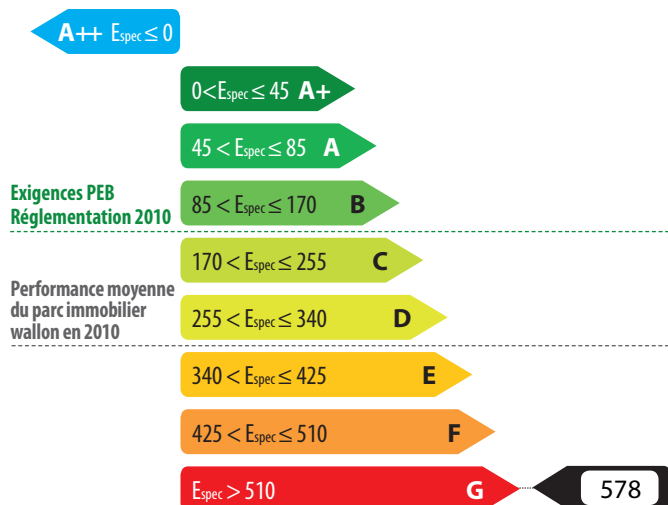 A++ Espec ≤ 0
0<Espec ≤ 45 A+
45 < Espec ≤ 85 A
Exigences PEB
Réglementation 2010
85 < Espec ≤ 170 B
170 < Espec ≤ 255 C
Performance moyenne
du parc immobilier
wallon en 2010
255 < Espec ≤ 340 D
340 < Espec ≤ 425 E
425 < Espec ≤ 510 F
Espec > 510 G
578